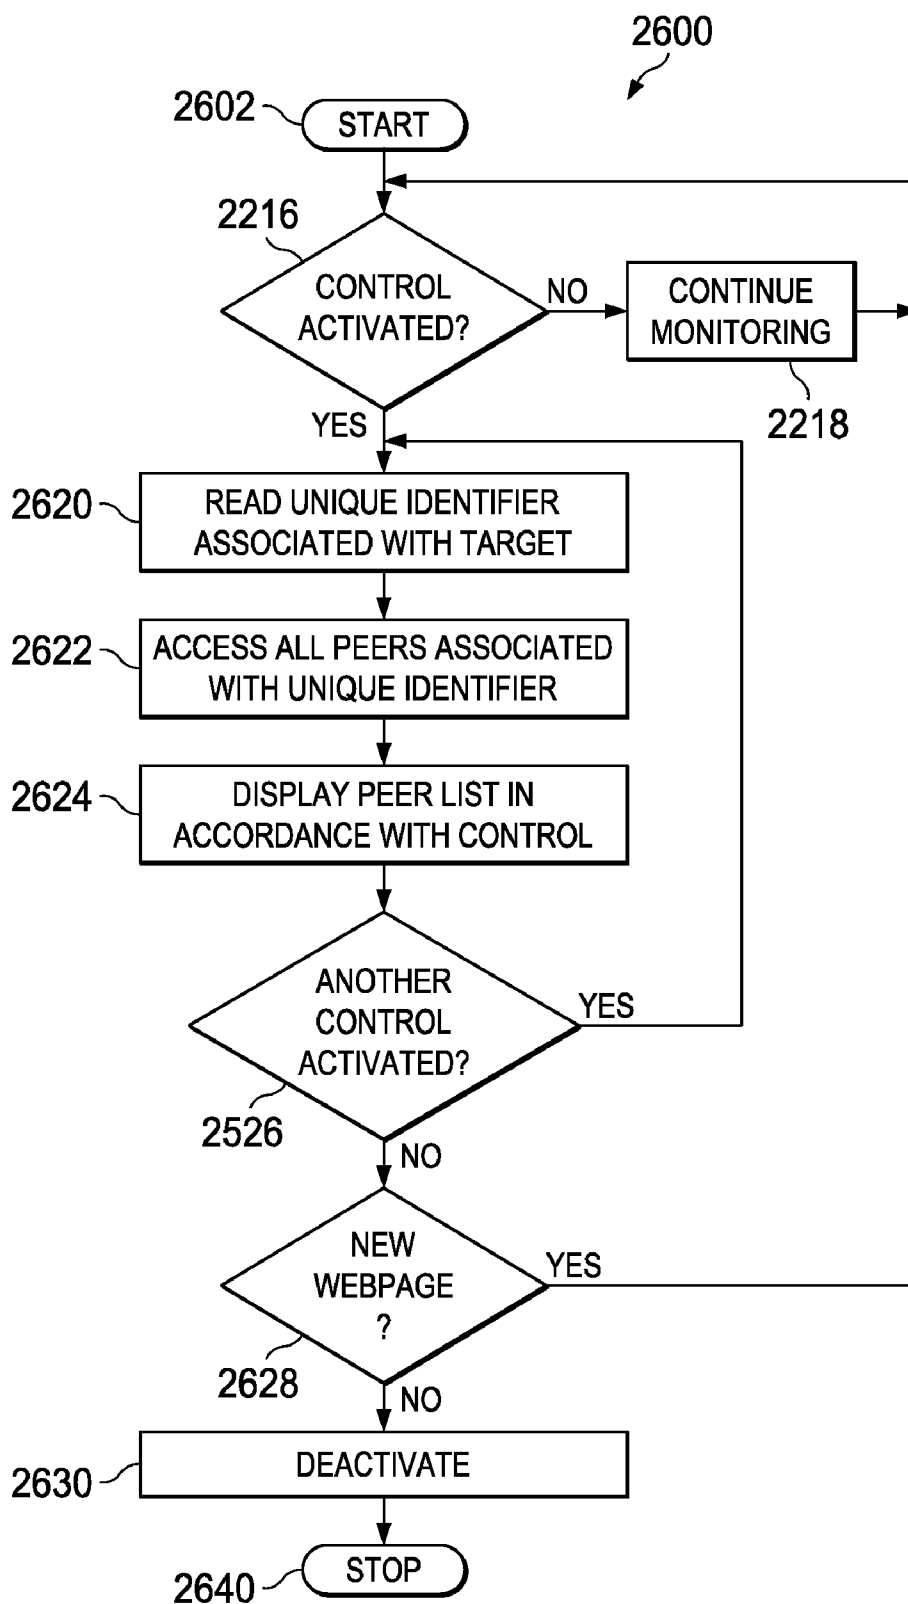 2600
2602
START
2216
CONTROL
ACTIVATED?
NO
CONTINUE
MONITORING
2218
YES
2620
READ UNIQUE IDENTIFIER
ASSOCIATED WITH TARGET
2622
ACCESS ALL PEERS ASSOCIATED
WITH UNIQUE IDENTIFIER
2624
DISPLAY PEER LIST IN
ACCORDANCE WITH CONTROL
ANOTHER
CONTROL
ACTIVATED?
YES
2526
NO
NEW
WEBPAGE
?
YES
2628
NO
2630
DEACTIVATE
2640
STOP